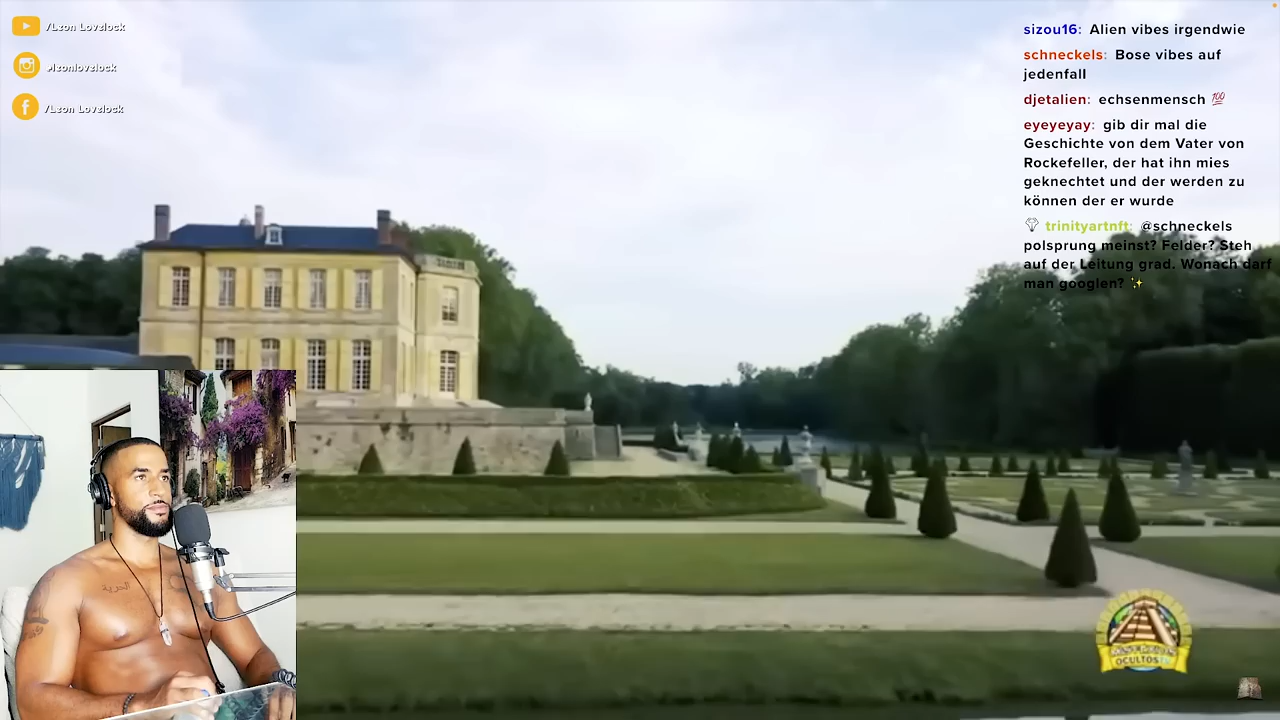 /Leon Lovelock
/leonlovelock
/Leon Lovelock
sizou16: Alien vibes irgendwie
schneckels: Bose vibes auf
jedenfall
djetalien: echsenmensch 💯
eyeyeyay: gib dir mal die
Geschichte von dem Vater von
Rockefeller, der hat ihn mies
geknechtet und der werden zu
können der er wurde
trinityartnft: @schneckels
polsprung meinst? Felder? Steh
auf der Leitung grad. Wonach darf
man googlen? ✨
OCULTOS